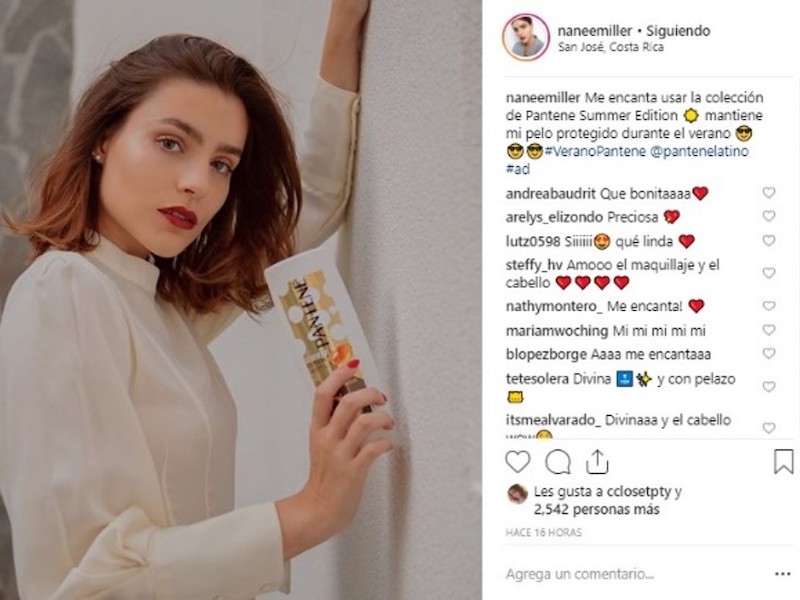 PANTENE
naneemiller • Siguiendo
San José, Costa Rica
naneemiller Me encanta usar la colección
de Pantene Summer Edition ☀️ mantiene
mi pelo protegido durante el verano 😎
😎😎#VeranoPantene @pantenelatino
#ad
andreabaudrit Que bonitaaaa❤️
arelys_elizondo Preciosa 💘
lutz0598 Siiiiii😍 qué linda ❤️
steffy_hv Amooo el maquillaje y el
cabello ❤️ ❤️ ❤️ ❤️
nathymontero_ Me encanta! ❤️
mariamwoching Mi mi mi mi mi
blopezborge Aaaa me encantaaa
tetesolera Divina ✨ y con pelazo
itsmealvarado_ Divinaaa y el cabello
wow
Les gusta a cclosetpty y
2,542 personas más
HACE 16 HORAS
Agrega un comentario...